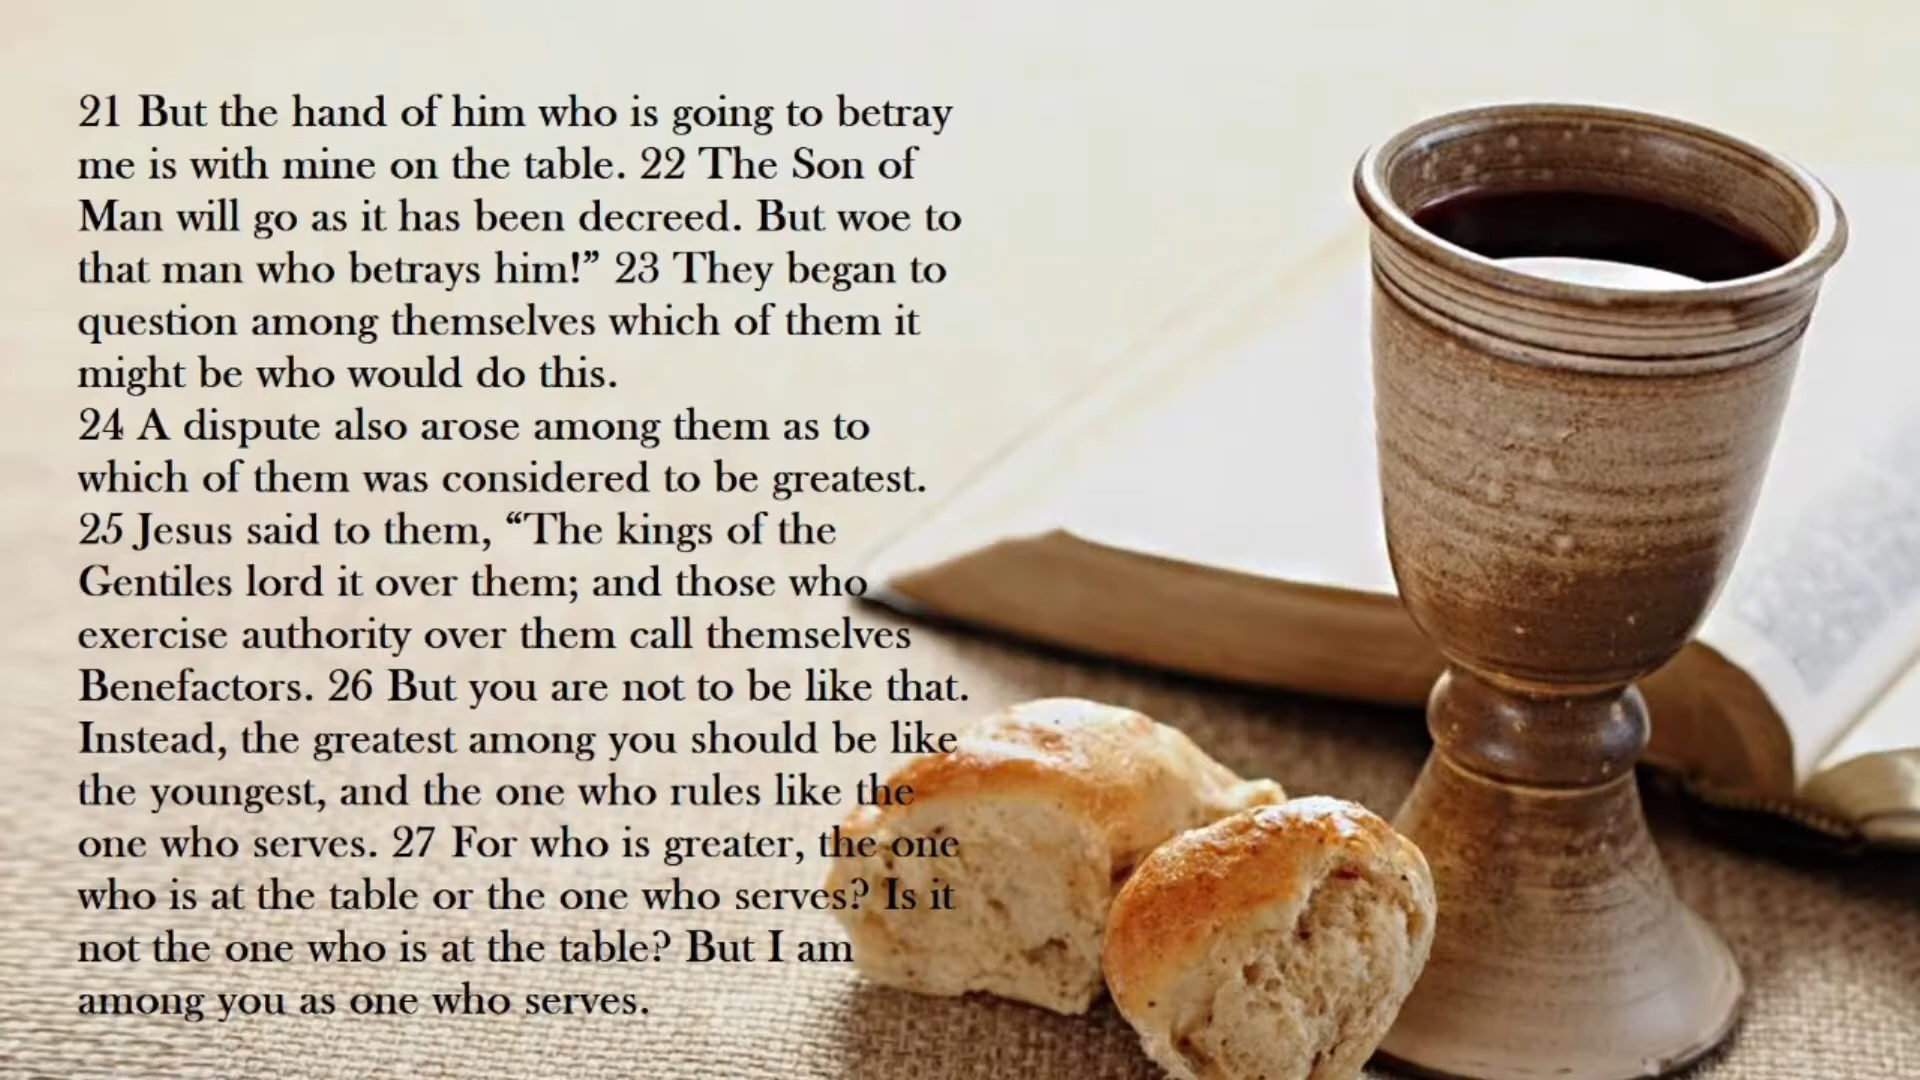 21 But the hand of him who is going to betray
me is with mine on the table. 22 The Son of
Man will go as it has been decreed. But woe to
that man who betrays him!” 23 They began to
question among themselves which of them it
might be who would do this.
24 A dispute also arose among them as to
which of them was considered to be greatest.
25 Jesus said to them, “The kings of the
Gentiles lord it over them; and those who
exercise authority over them call themselves
Benefactors. 26 But you are not to be like that.
Instead, the greatest among you should be like
the youngest, and the one who rules like the
one who serves. 27 For who is greater, the one
who is at the table or the one who serves? Is it
not the one who is at the table? But I am
among you as one who serves.